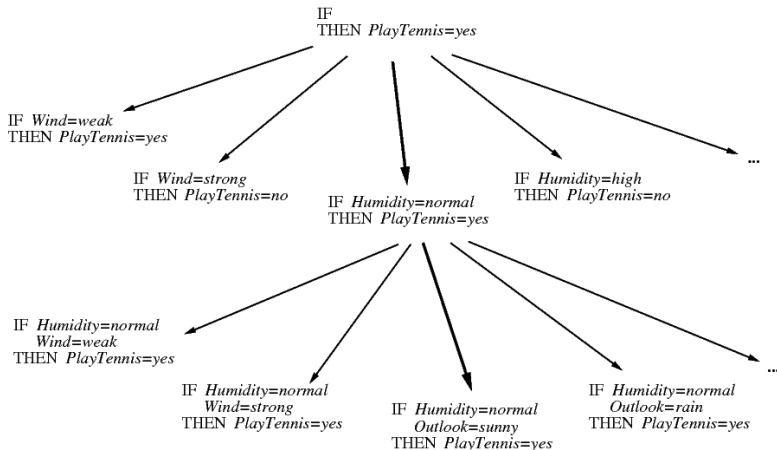 IF
THEN PlayTennis=yes
IF Wind=weak
THEN PlayTennis=yes
...
IF Wind=strong
THEN PlayTennis=no
IF Humidity=normal
THEN PlayTennis=yes
IF Humidity=high
THEN PlayTennis=no
IF Humidity=normal
Wind=weak
THEN PlayTennis=yes
...
IF Humidity=normal
Wind=strong
THEN PlayTennis=yes
IF Humidity=normal
Outlook=sunny
THEN PlayTennis=yes
IF Humidity=normal
Outlook=rain
THEN PlayTennis=yes